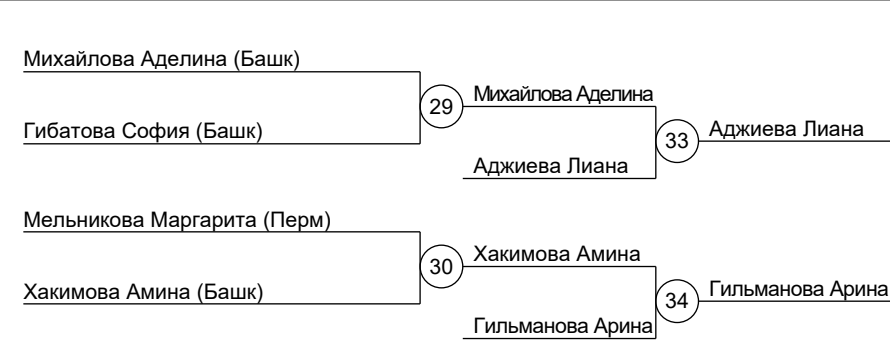 Михайлова Аделина (Башк)
29
Михайлова Аделина
Гибатова София (Башк)
33
Аджиева Лиана
Аджиева Лиана
Мельникова Маргарита (Перм)
30
Хакимова Амина
Хакимова Амина (Башк)
34
Гильманова Арина
Гильманова Арина